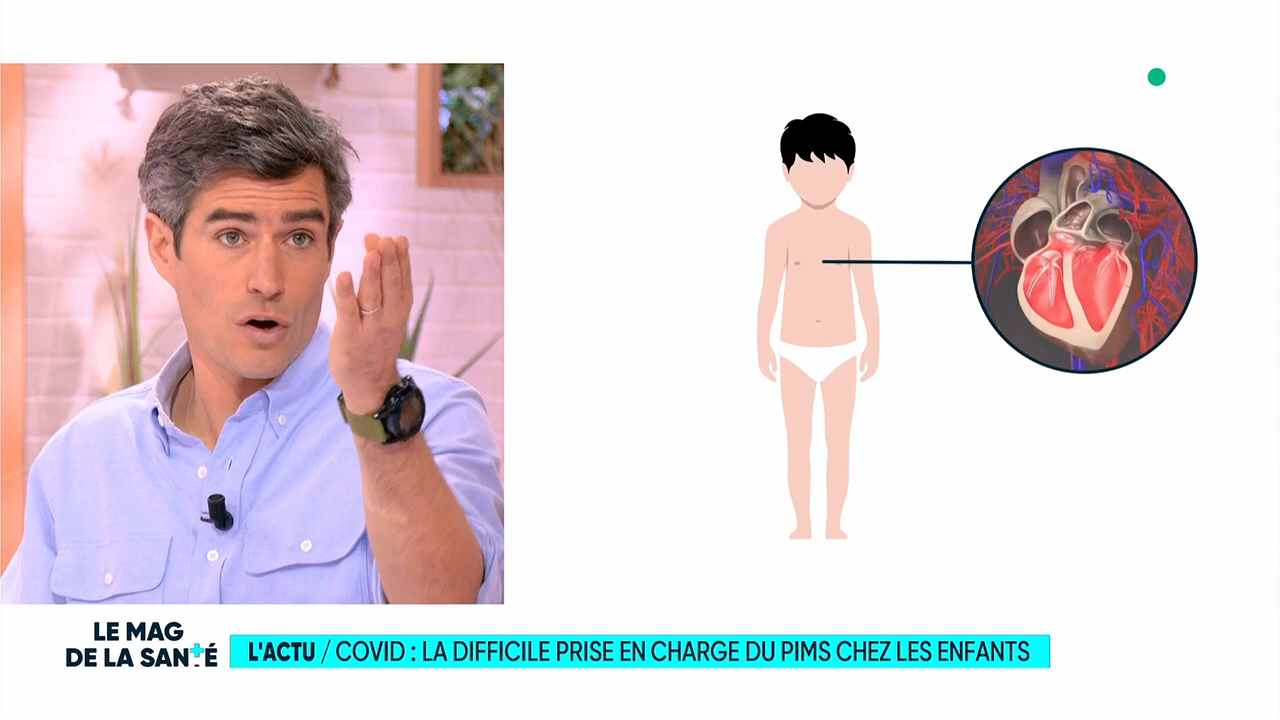 LE MAG
DE LA SANTÉ
L'ACTU / COVID : LA DIFFICILE PRISE EN CHARGE DU PIMS CHEZ LES ENFANTS